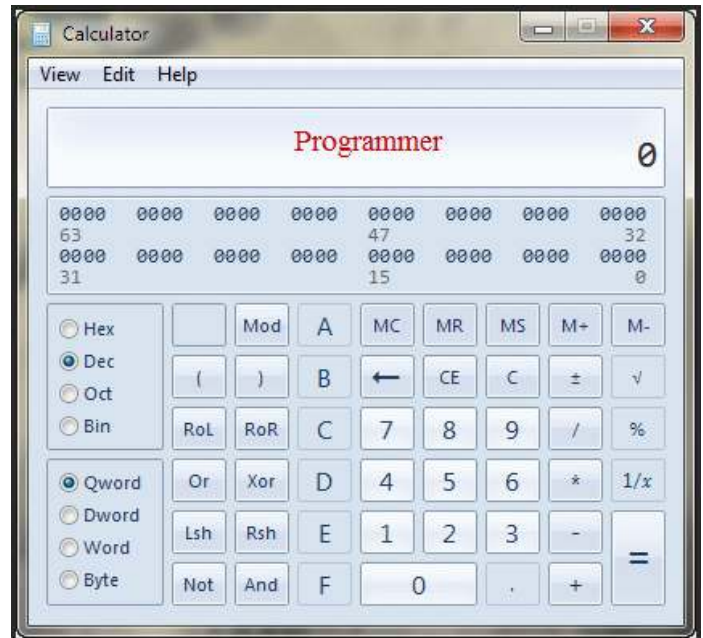 Calculator
View Edit Help
Programmer
0
0000 0000 0000 0000 0000 0000 0000 0000
63 47 32
0000 0000 0000 0000 0000 0000 0000 0000
31 15 0
Hex Mod A MC MR MS M+ M-
Dec
Oct
( ) B ← CE C ± √
Bin RoL RoR C 7 8 9 / %
Qword Or Xor D 4 5 6 * 1/x
Dword
Word
Lsh Rsh E 1 2 3 - =
Byte Not And F 0 . +